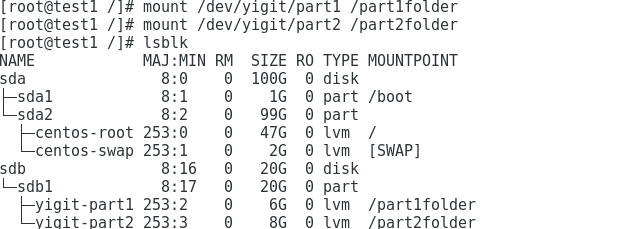 [root@test1 /]# mount /dev/yigit/part1 /part1folder
[root@test1 /]# mount /dev/yigit/part2 /part2folder
[root@test1 /]# lsblk
NAME            MAJ:MIN RM  SIZE RO TYPE MOUNTPOINT
sda               8:0    0  100G  0 disk
├─sda1            8:1    0    1G  0 part /boot
└─sda2            8:2    0   99G  0 part
  ├─centos-root 253:0    0   47G  0 lvm  /
  └─centos-swap 253:1    0    2G  0 lvm  [SWAP]
sdb               8:16   0   20G  0 disk
└─sdb1            8:17   0   20G  0 part
  ├─yigit-part1 253:2    0    6G  0 lvm  /part1folder
  └─yigit-part2 253:3    0    8G  0 lvm  /part2folder